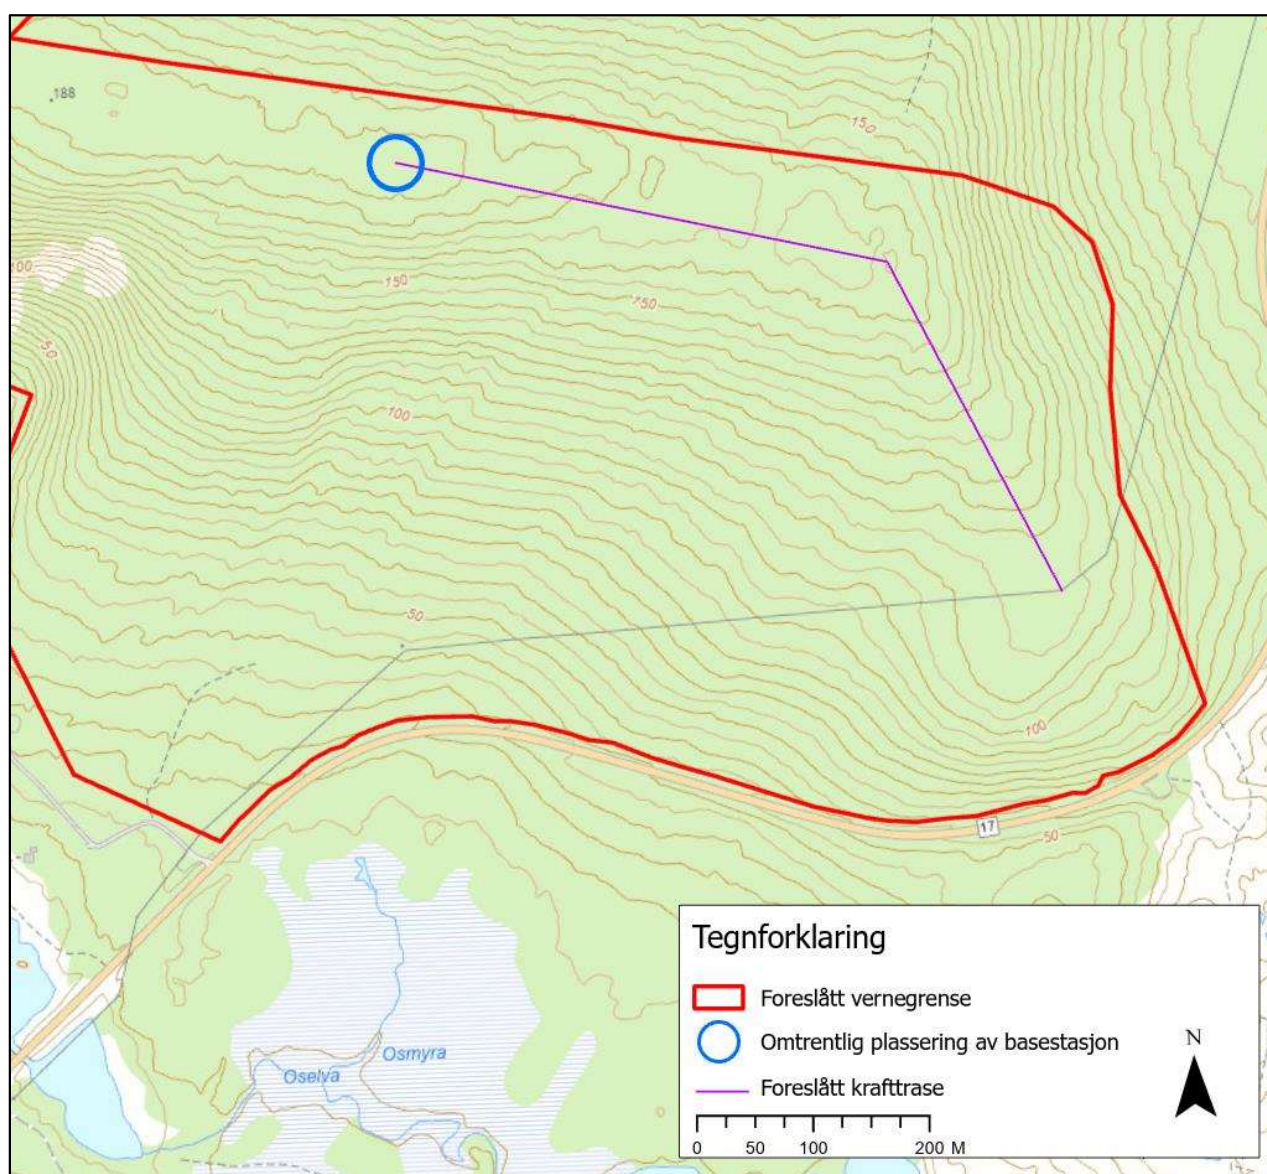 188
150
100
150
750
50
100
50
100
17
50
Osmyra
Oselva
Tegnforklaring
Foreslått vernegrense
Omtrentlig plassering av basestasjon
Foreslått krafttrase
N
0 50 100 200 M